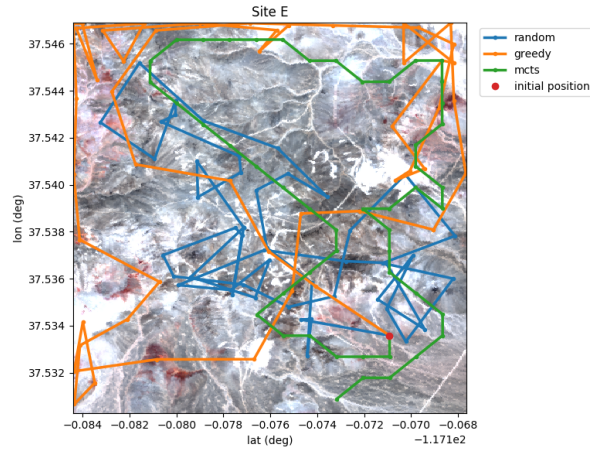 Site E
random
greedy
mcts
initial position
lon (deg)
37.546
37.544
37.542
37.540
37.538
37.536
37.534
37.532
−0.084 −0.082 −0.080 −0.078 −0.076 −0.074 −0.072 −0.070 −0.068
lat (deg)
−1.171e2